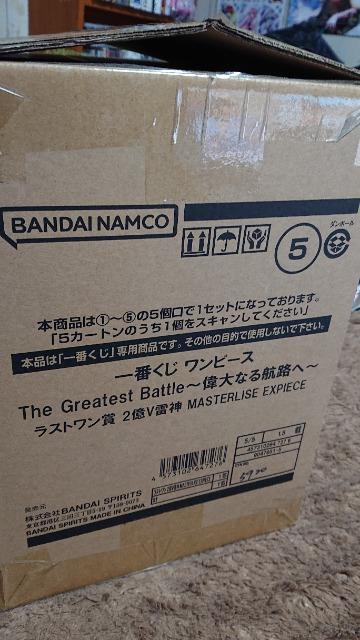 BANDAI NAMCO
ダンボール
5
本商品は①～⑤の5個口で1セットになっております。
「5カートンのうち1個をスキャンしてください」
本品は「一番くじ」専用商品です。その他の目的で使用しないで下さい。
一番くじ ワンピース
The Greatest Battle～偉大なる航路へ～
ラストワン賞 2億V雷神 MASTERLISE EXPIECE
5/5
発売元
株式会社BANDAI SPIRITS
BANDAI SPIRITS MADE IN CHINA